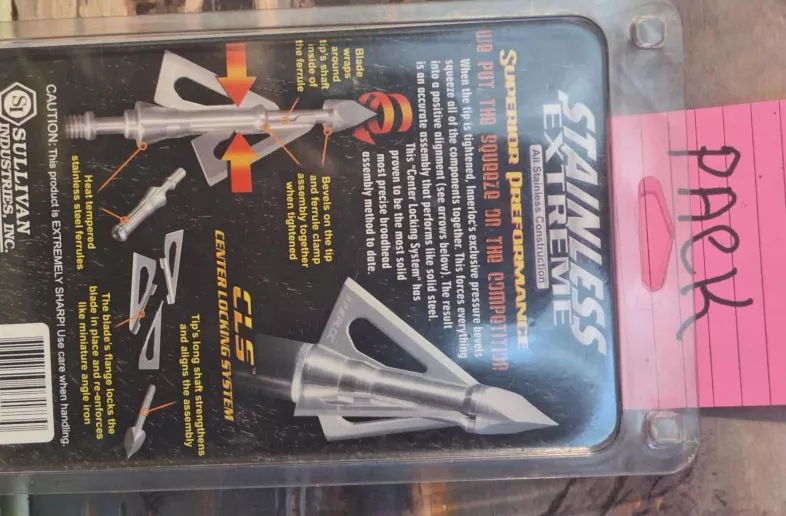 PAcK
STAINLESS
EXTREME
All Stainless Construction
SUPERIOR PREFORMANCE
WE PUT THE SQUEEZE ON THE COMPETITION
When the tip is tightened, Innerloc's exclusive pressure bevels
squeeze all of the components together. This forces everything
into a positive alignment (see arrows below). The result
is an accurate assembly that performs like solid steel.
This "Center Locking System" has
proven to be the most solid
most precise broadhead
assembly method to date.
Blade
wraps
around
tip's shaft
inside of
the ferrule
Bevels on the tip
and ferrule clamp
assembly together
when tightened
CLS™
CENTER LOCKING SYSTEM
Heat tempered
stainless steel ferrules
Tip's long shaft strengthens
and aligns the assembly
The blade's flange locks the
blade in place and re-enforces
like miniature angle iron
CAUTION: This product is EXTREMELY SHARP! Use care when handling.
SI
SULLIVAN
INDUSTRIES, INC.